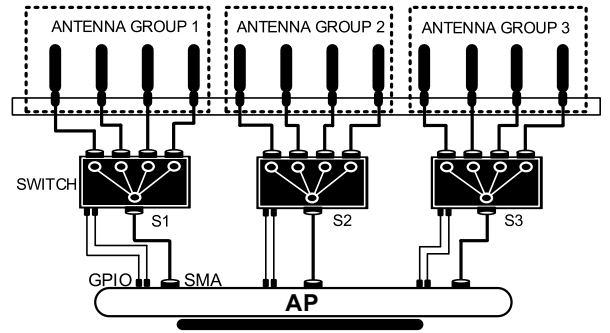 ANTENNA GROUP 1
ANTENNA GROUP 2
ANTENNA GROUP 3
SWITCH
S1
S2
S3
GPIO
SMA
AP